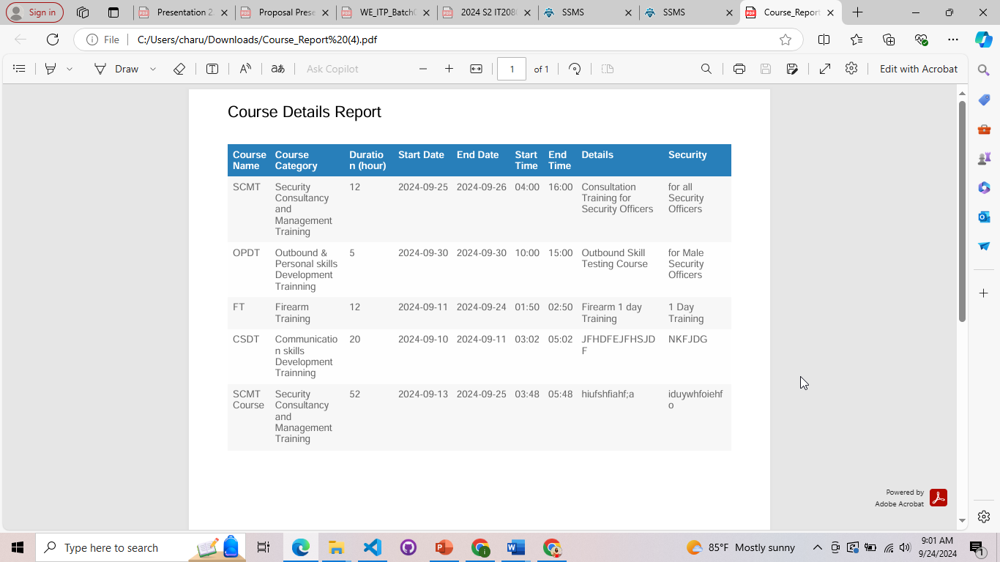 Sign in
Presentation 2
Proposal Prese
WE_ITP_Batch
2024 S2 IT208
SSMS
SSMS
Course_Report
File
C:/Users/charu/Downloads/Course_Report%20(4).pdf
Draw
Ask Copilot
1
of 1
Edit with Acrobat
Course Details Report
Course Name Course Category Duratio n (hour) Start Date End Date Start Time End Time Details Security
SCMT Security Consultancy and Management Training 12 2024-09-25 2024-09-26 04:00 16:00 Consultation Training for Security Officers for all Security Officers
OPDT Outbound & Personal skills Development Trainning 5 2024-09-30 2024-09-30 10:00 15:00 Outbound Skill Testing Course for Male Security Officers
FT Firearm Training 12 2024-09-11 2024-09-24 01:50 02:50 Firearm 1 day Training 1 Day Training
CSDT Communicatio n skills Development Trainning 20 2024-09-10 2024-09-11 03:02 05:02 JFHDFEJFHSJD F NKFJDG
SCMT Course Security Consultancy and Management Training 52 2024-09-13 2024-09-25 03:48 05:48 hiufshfiahf;a iduywhfoiehf o
Powered by
Adobe Acrobat
Type here to search
85°F Mostly sunny
9:01 AM
9/24/2024
1